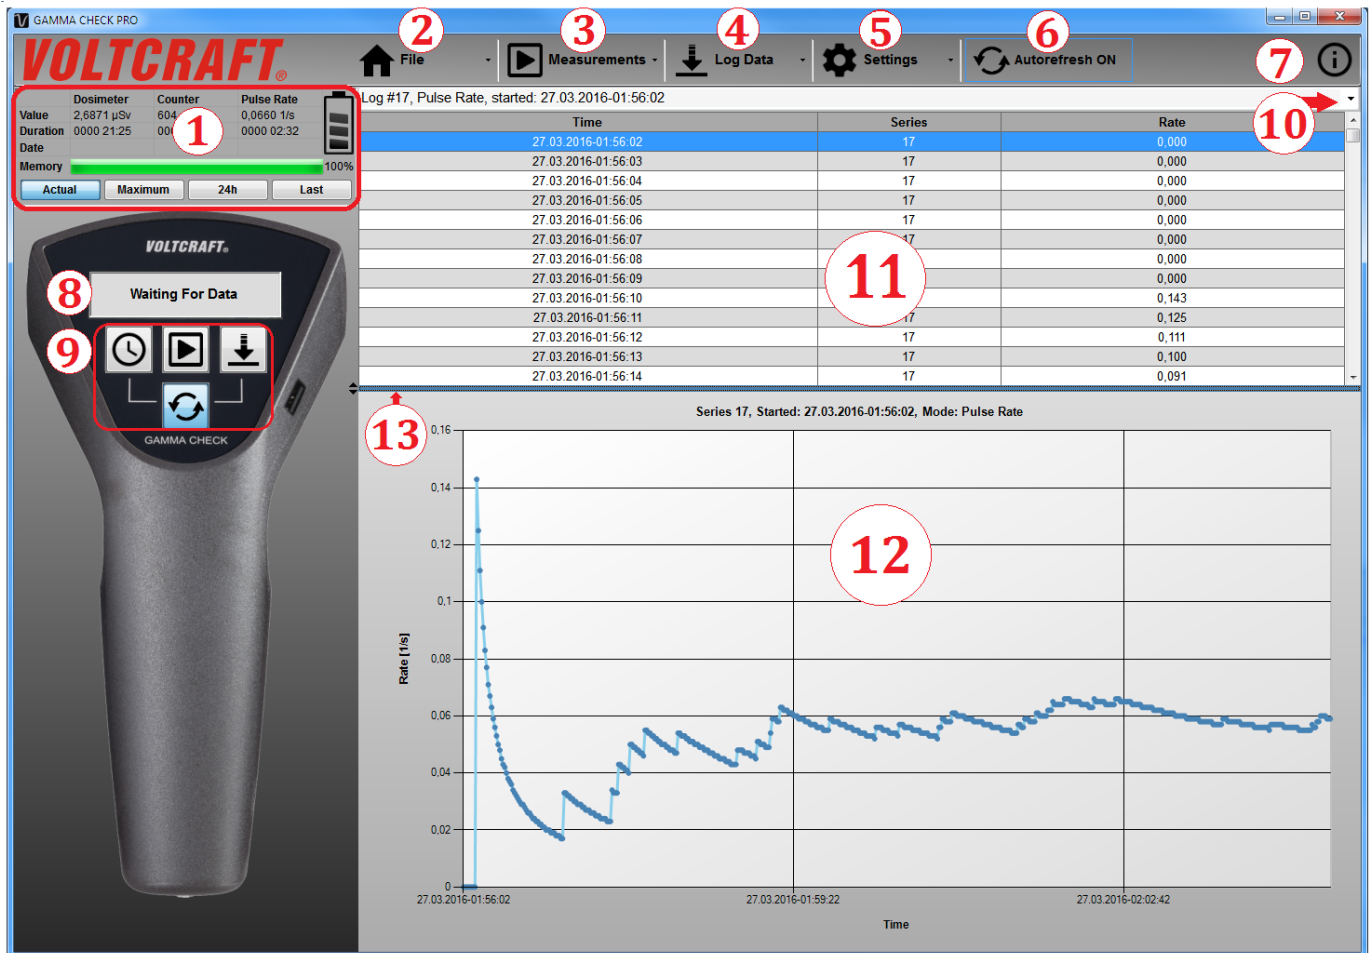 GAMMA CHECK PRO
VOLTCRAFT®
2 File
3 Measurements
4 Log Data
5 Settings
6 Autorefresh ON
7
Dosimeter Counter Pulse Rate
Value 2,6871 µSv 604 0,0660 1/s
Duration 0000 21:25 0000 02:32
Date
1
Memory 100%
Actual Maximum 24h Last
Log #17, Pulse Rate, started: 27.03.2016-01:56:02
10
Time Series Rate
27.03.2016-01:56:02 17 0,000
27.03.2016-01:56:03 17 0,000
27.03.2016-01:56:04 17 0,000
27.03.2016-01:56:05 17 0,000
27.03.2016-01:56:06 17 0,000
27.03.2016-01:56:07 17 0,000
27.03.2016-01:56:08 0,000
27.03.2016-01:56:09 0,000
27.03.2016-01:56:10 0,143
27.03.2016-01:56:11 17 0,125
27.03.2016-01:56:12 17 0,111
27.03.2016-01:56:13 17 0,100
27.03.2016-01:56:14 17 0,091
11
VOLTCRAFT®
8 Waiting For Data
9
GAMMA CHECK
13
Series 17, Started: 27.03.2016-01:56:02, Mode: Pulse Rate
0,16
0,14
0,12
0,1
0,08
0,06
0,04
0,02
0
Rate [1/s]
12
27.03.2016-01:56:02 27.03.2016-01:59:22 27.03.2016-02:02:42
Time